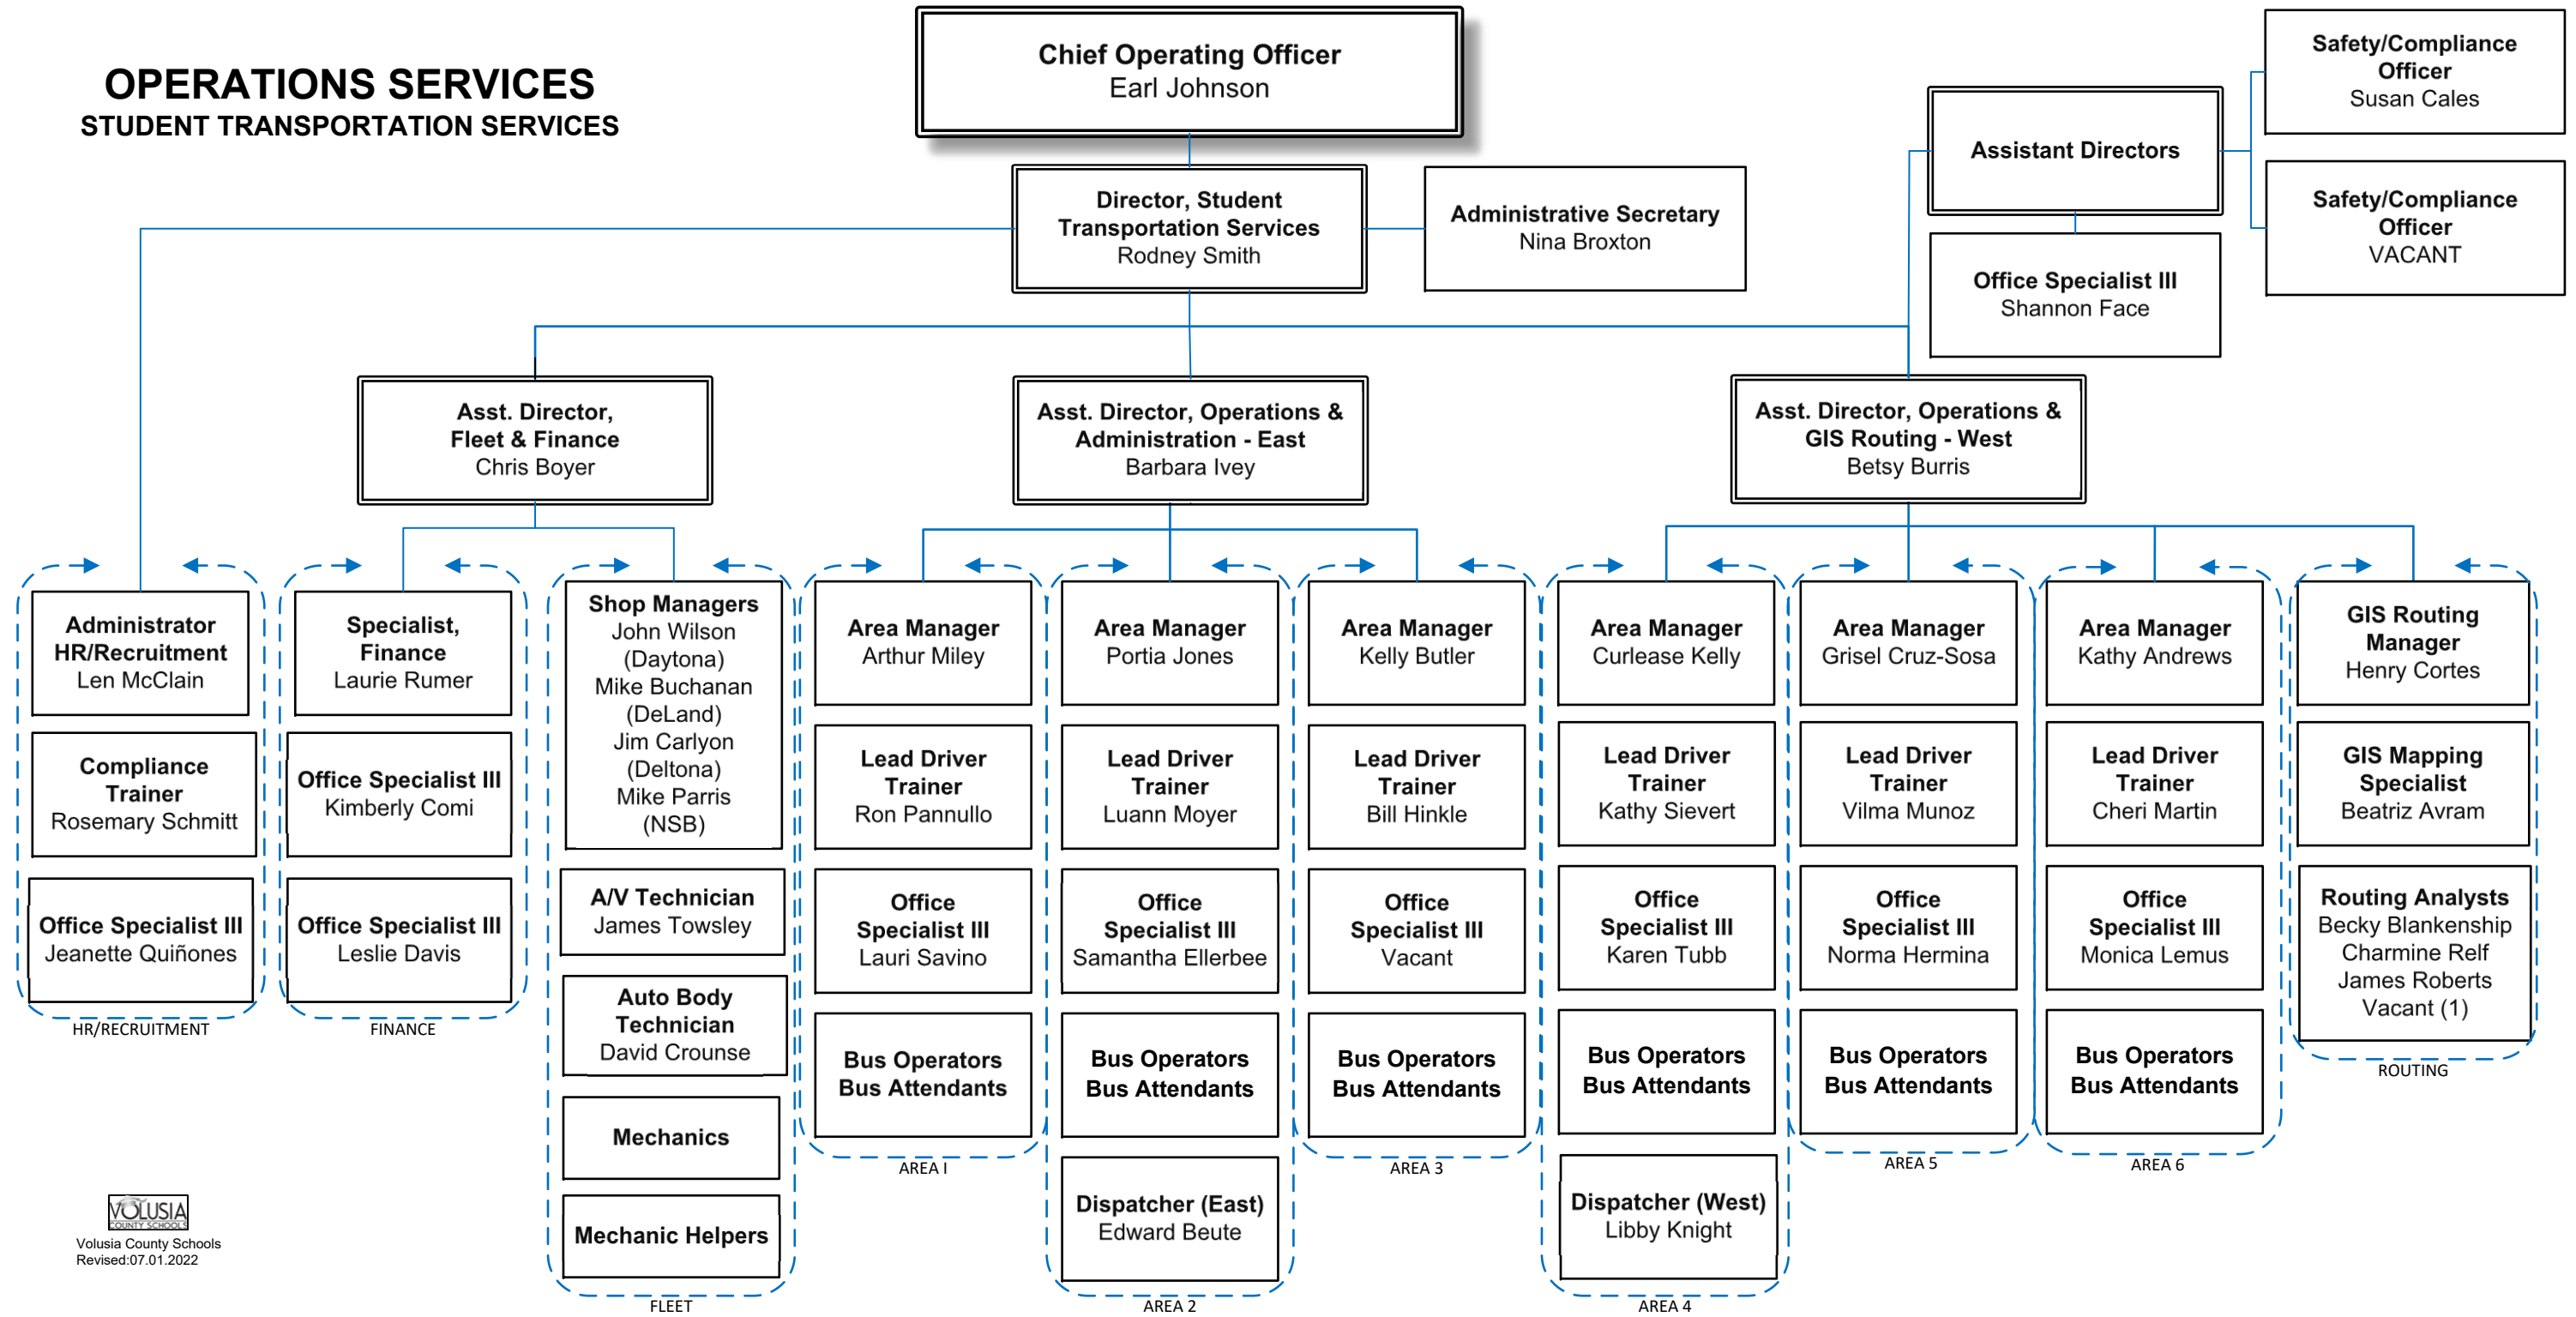 OPERATIONS SERVICES
STUDENT TRANSPORTATION SERVICES
Chief Operating Officer
Earl Johnson
Director, Student
Transportation Services
Rodney Smith
Administrative Secretary
Nina Broxton
Assistant Directors
Safety/Compliance
Officer
Susan Cales
Safety/Compliance
Officer
VACANT
Office Specialist III
Shannon Face
Asst. Director,
Fleet & Finance
Chris Boyer
Asst. Director, Operations &
Administration - East
Barbara Ivey
Asst. Director, Operations &
GIS Routing - West
Betsy Burris
Administrator
HR/Recruitment
Len McClain
Compliance
Trainer
Rosemary Schmitt
Office Specialist III
Jeanette Quiñones
HR/RECRUITMENT
Specialist,
Finance
Laurie Rumer
Office Specialist III
Kimberly Comi
Office Specialist III
Leslie Davis
FINANCE
Shop Managers
John Wilson
(Daytona)
Mike Buchanan
(DeLand)
Jim Carlyon
(Deltona)
Mike Parris
(NSB)
A/V Technician
James Towsley
Auto Body
Technician
David Crounse
Mechanics
Mechanic Helpers
FLEET
Area Manager
Arthur Miley
Lead Driver
Trainer
Ron Pannullo
Office
Specialist III
Lauri Savino
Bus Operators
Bus Attendants
AREA I
Area Manager
Portia Jones
Lead Driver
Trainer
Luann Moyer
Office
Specialist III
Samantha Ellerbee
Bus Operators
Bus Attendants
Dispatcher (East)
Edward Beute
AREA 2
Area Manager
Kelly Butler
Lead Driver
Trainer
Bill Hinkle
Office
Specialist III
Vacant
Bus Operators
Bus Attendants
AREA 3
Area Manager
Curlease Kelly
Lead Driver
Trainer
Kathy Sievert
Office
Specialist III
Karen Tubb
Bus Operators
Bus Attendants
Dispatcher (West)
Libby Knight
AREA 4
Area Manager
Grisel Cruz-Sosa
Lead Driver
Trainer
Vilma Munoz
Office
Specialist III
Norma Hermina
Bus Operators
Bus Attendants
AREA 5
Area Manager
Kathy Andrews
Lead Driver
Trainer
Cheri Martin
Office
Specialist III
Monica Lemus
Bus Operators
Bus Attendants
AREA 6
GIS Routing
Manager
Henry Cortes
GIS Mapping
Specialist
Beatriz Avram
Routing Analysts
Becky Blankenship
Charmine Relf
James Roberts
Vacant (1)
ROUTING
VOLUSIA
COUNTY SCHOOLS
Volusia County Schools
Revised:07.01.2022